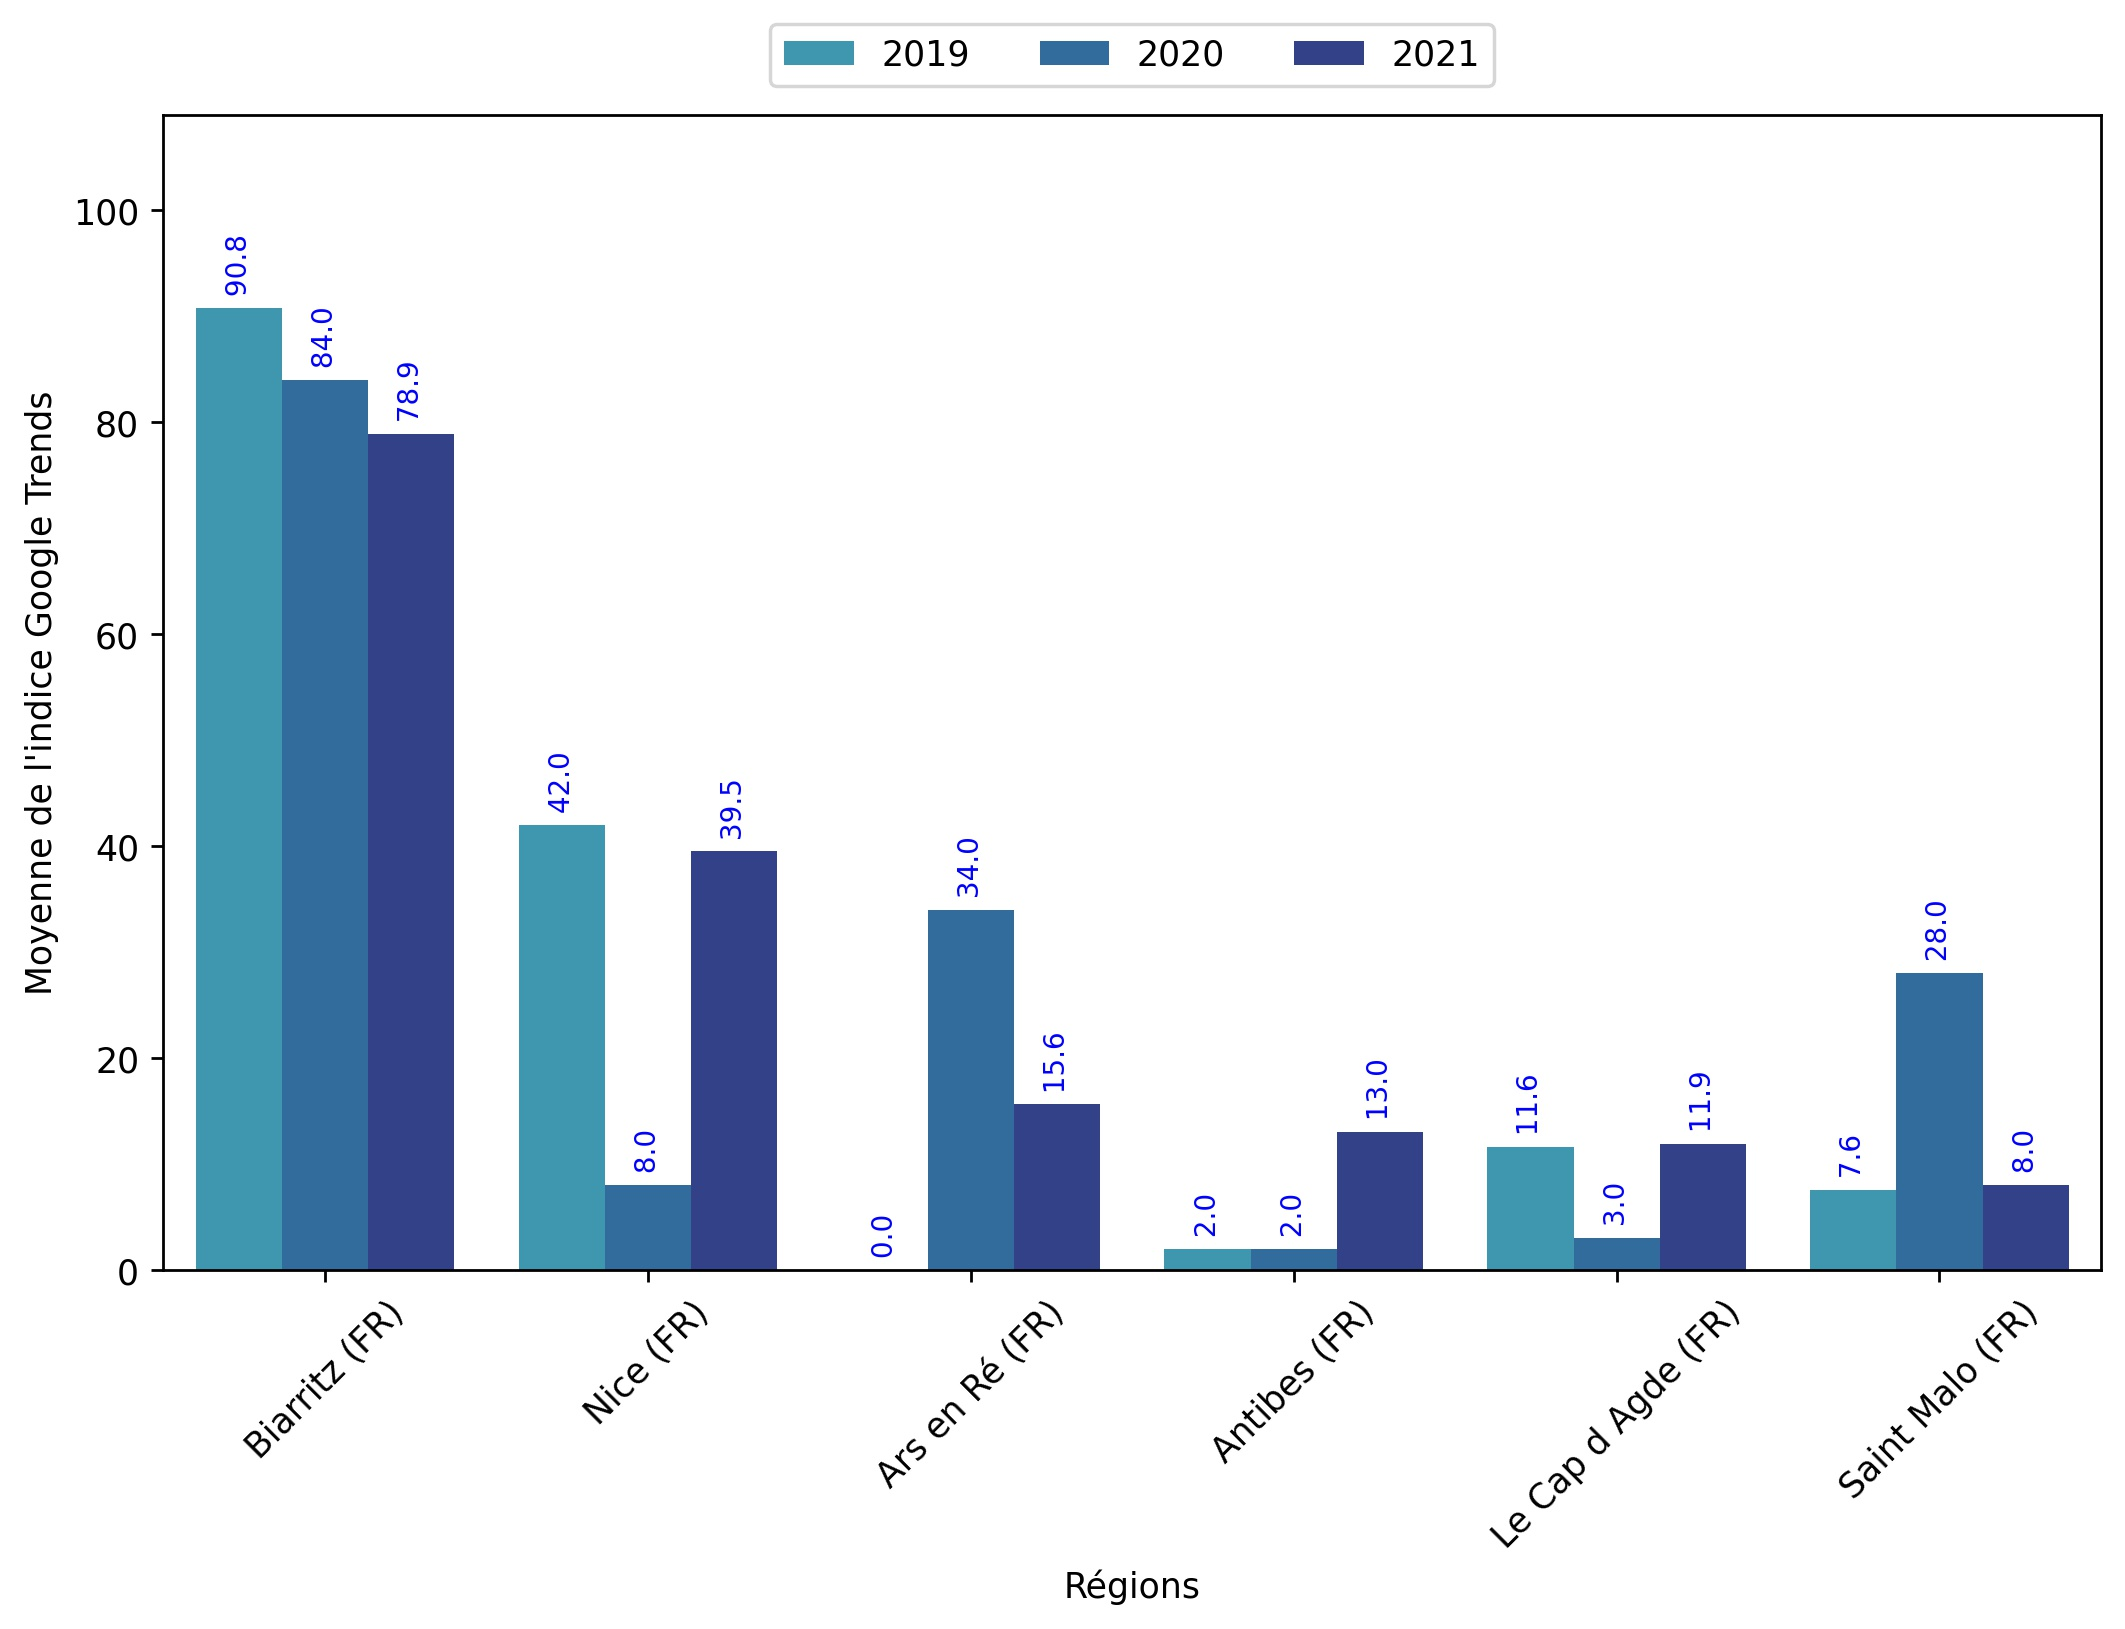 2019 2020 2021
Moyenne de l'indice Google Trends
100
80
60
40
20
0
90.8
84.0
78.9
42.0
8.0
39.5
0.0
34.0
15.6
2.0
2.0
13.0
11.6
3.0
11.9
7.6
28.0
8.0
Biarritz (FR)
Nice (FR)
Ars en Ré (FR)
Antibes (FR)
Le Cap d Agde (FR)
Saint Malo (FR)
Régions